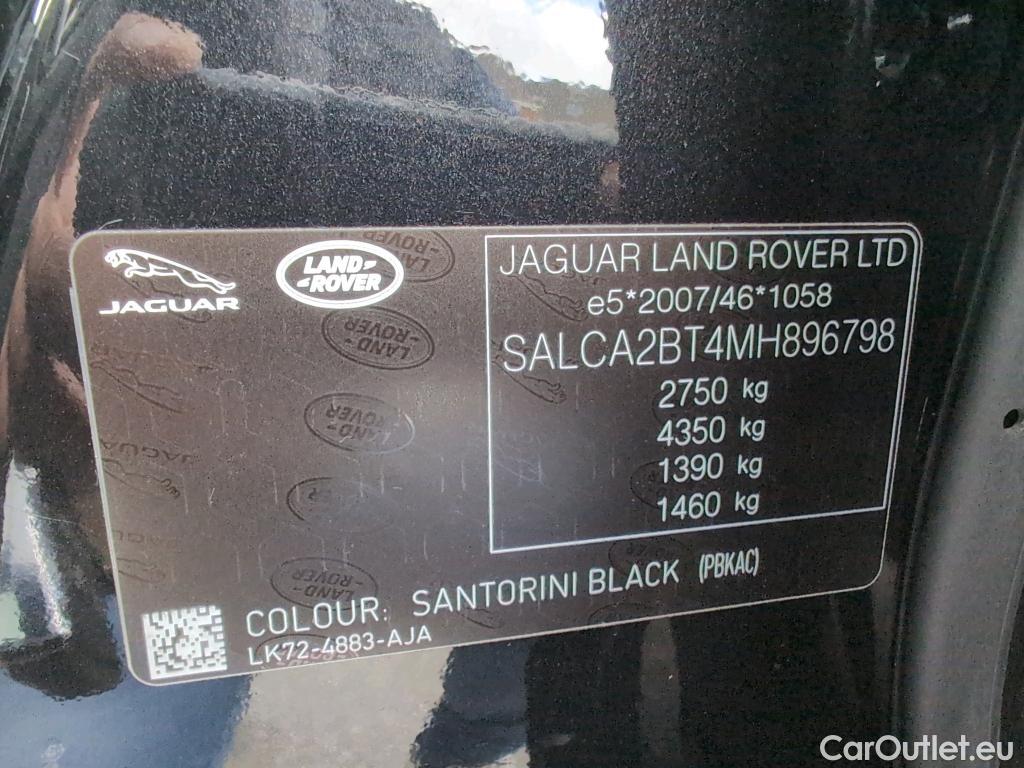 JAGUAR
LAND-
-ROVER
JAGUAR LAND ROVER LTD
e5*2007/46*1058
SALCA2BT4MH896798
2750 kg
4350 kg
1390 kg
1460 kg
COLOUR: SANTORINI BLACK (PBKAC)
LK72-4883-AJA
CarOutlet.eu